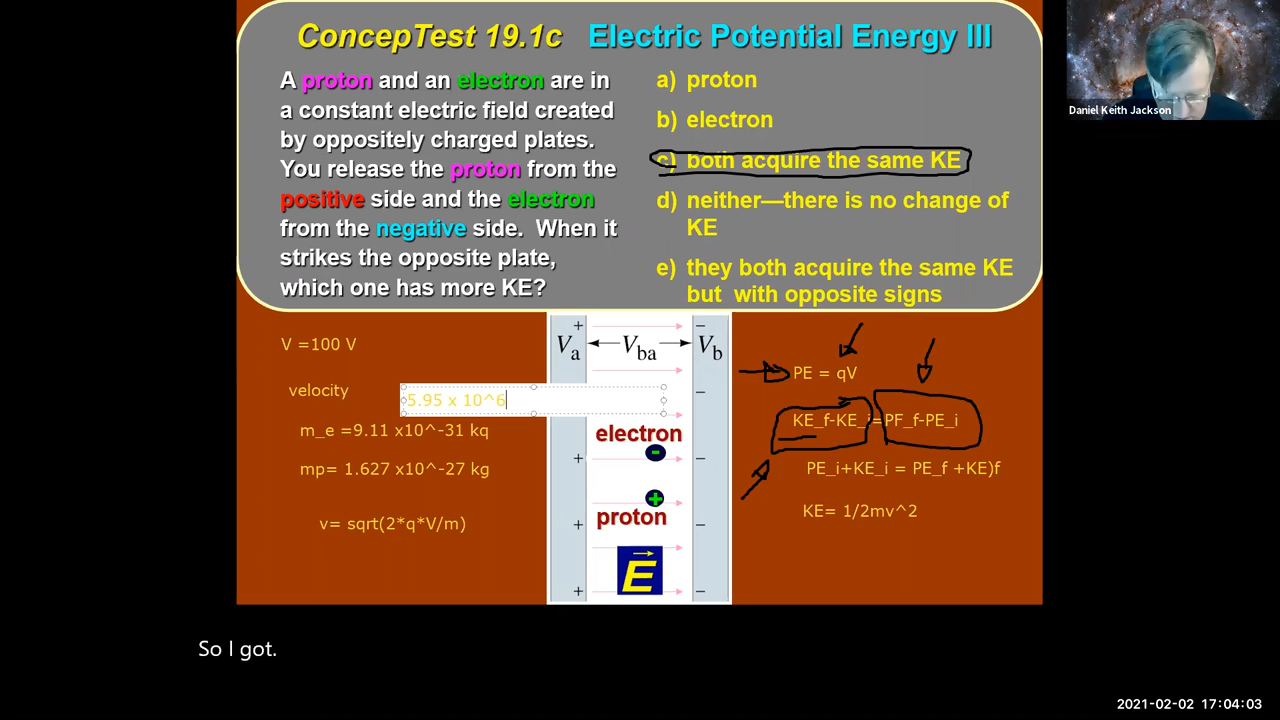 ConcepTest 19.1c Electric Potential Energy III
A proton and an electron are in
a constant electric field created
by oppositely charged plates.
You release the proton from the
positive side and the electron
from the negative side. When it
strikes the opposite plate,
which one has more KE?
a) proton
b) electron
c) both acquire the same KE
d) neither—there is no change of
KE
e) they both acquire the same KE
but with opposite signs
Daniel Keith Jackson
V =100 V
velocity
5.95 x 10^6
m_e =9.11 x10^-31 kq
mp= 1.627 x10^-27 kg
v= sqrt(2*q*V/m)
+ −
Va Vba Vb
−
electron
-
+ −
+
proton
+ −
E
+ −
PE = qV
KE_f-KE_i=PF_f-PE_i
PE_i+KE_i = PE_f +KE)f
KE= 1/2mv^2
So I got.
2021-02-02 17:04:03